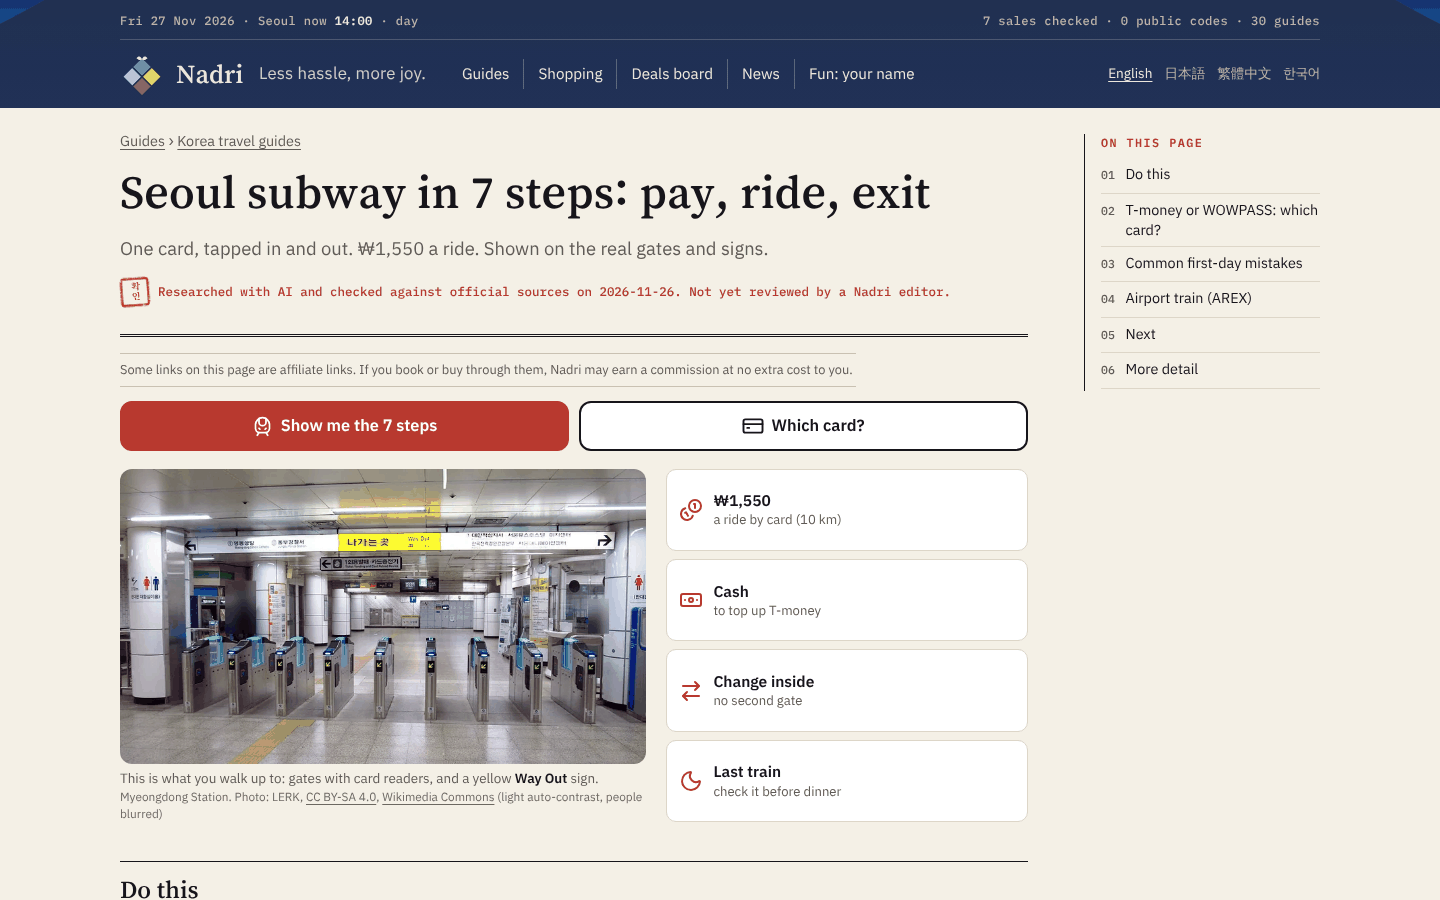 Fri 27 Nov 2026 · Seoul now 14:00 · day
7 sales checked · 0 public codes · 30 guides
Nadri
Less hassle, more joy.
Guides
Shopping
Deals board
News
Fun: your name
English
日本語
繁體中文
한국어
Guides › Korea travel guides
Seoul subway in 7 steps: pay, ride, exit
One card, tapped in and out. ₩1,550 a ride. Shown on the real gates and signs.
확
인
Researched with AI and checked against official sources on 2026-11-26. Not yet reviewed by a Nadri editor.
Some links on this page are affiliate links. If you book or buy through them, Nadri may earn a commission at no extra cost to you.
Show me the 7 steps
Which card?
나가는 곳
Way Out
₩1,550
a ride by card (10 km)
Cash
to top up T-money
Change inside
no second gate
Last train
check it before dinner
This is what you walk up to: gates with card readers, and a yellow Way Out sign.
Myeongdong Station. Photo: LERK, CC BY-SA 4.0, Wikimedia Commons (light auto-contrast, people
blurred)
Do this
ON THIS PAGE
01 Do this
02 T-money or WOWPASS: which
card?
03 Common first-day mistakes
04 Airport train (AREX)
05 Next
06 More detail